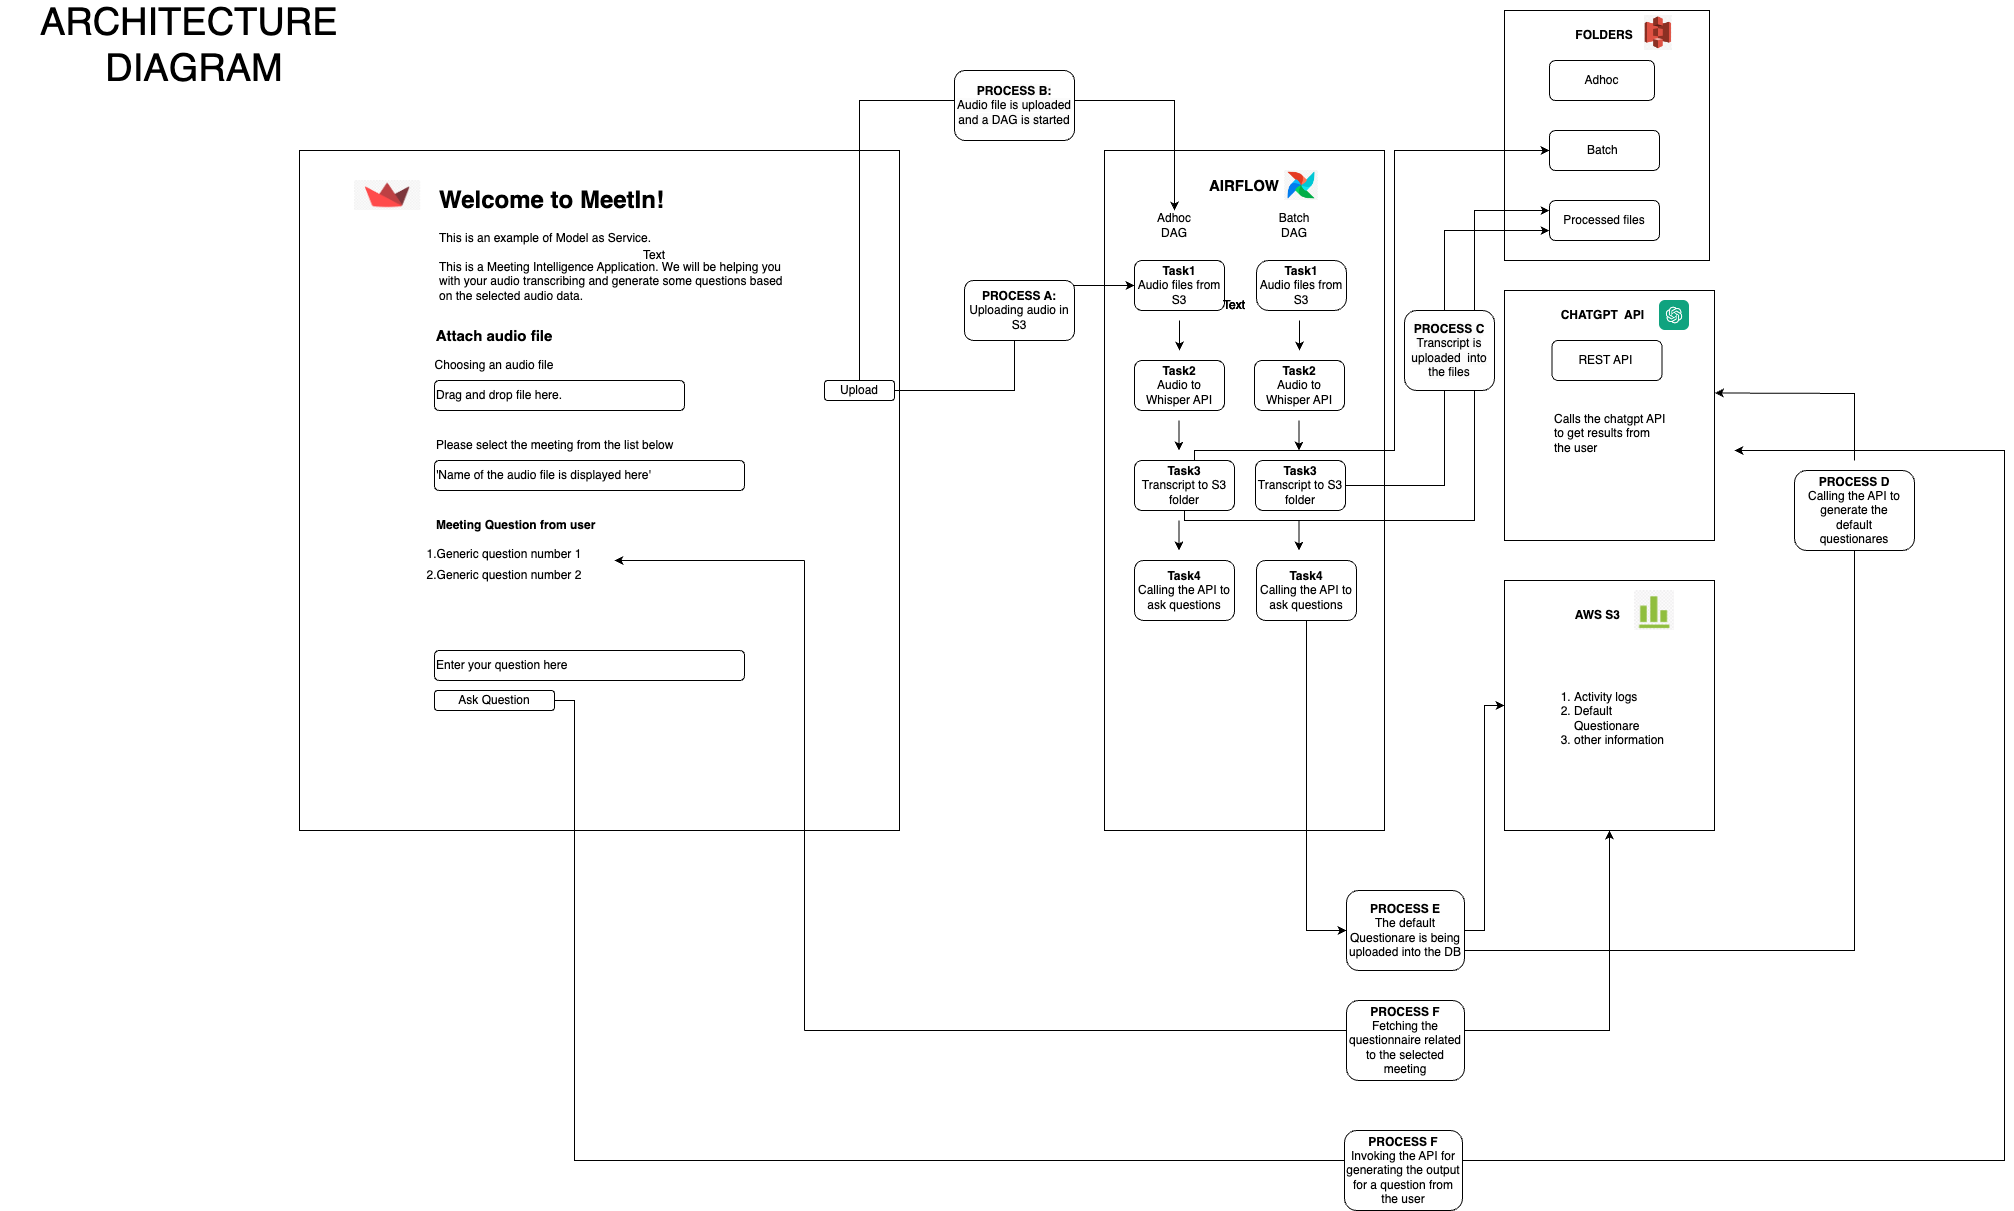 ARCHITECTURE
DIAGRAM
Welcome to MeetIn!
This is an example of Model as Service.
Text
This is a Meeting Intelligence Application. We will be helping you
with your audio transcribing and generate some questions based
on the selected audio data.
Attach audio file
Choosing an audio file
Drag and drop file here.
Upload
Please select the meeting from the list below
'Name of the audio file is displayed here'
Meeting Question from user
1.Generic question number 1
2.Generic question number 2
Enter your question here
Ask Question
PROCESS B:
Audio file is uploaded
and a DAG is started
PROCESS A:
Uploading audio in
S3
AIRFLOW
Adhoc
DAG
Task1
Audio files from
S3
Text
Task2
Audio to
Whisper API
Task3
Transcript to S3
folder
Task4
Calling the API to
ask questions
Batch
DAG
Task1
Audio files from
S3
Task2
Audio to
Whisper API
Task3
Transcript to S3
folder
Task4
Calling the API to
ask questions
PROCESS C
Transcript is
uploaded into
the files
FOLDERS
Adhoc
Batch
Processed files
CHATGPT API
REST API
Calls the chatgpt API
to get results from
the user
PROCESS D
Calling the API to
generate the
default
questionares
AWS S3
1. Activity logs
2. Default
Questionare
3. other information
PROCESS E
The default
Questionare is being
uploaded into the DB
PROCESS F
Fetching the
questionnaire related
to the selected
meeting
PROCESS F
Invoking the API for
generating the output
for a question from
the user